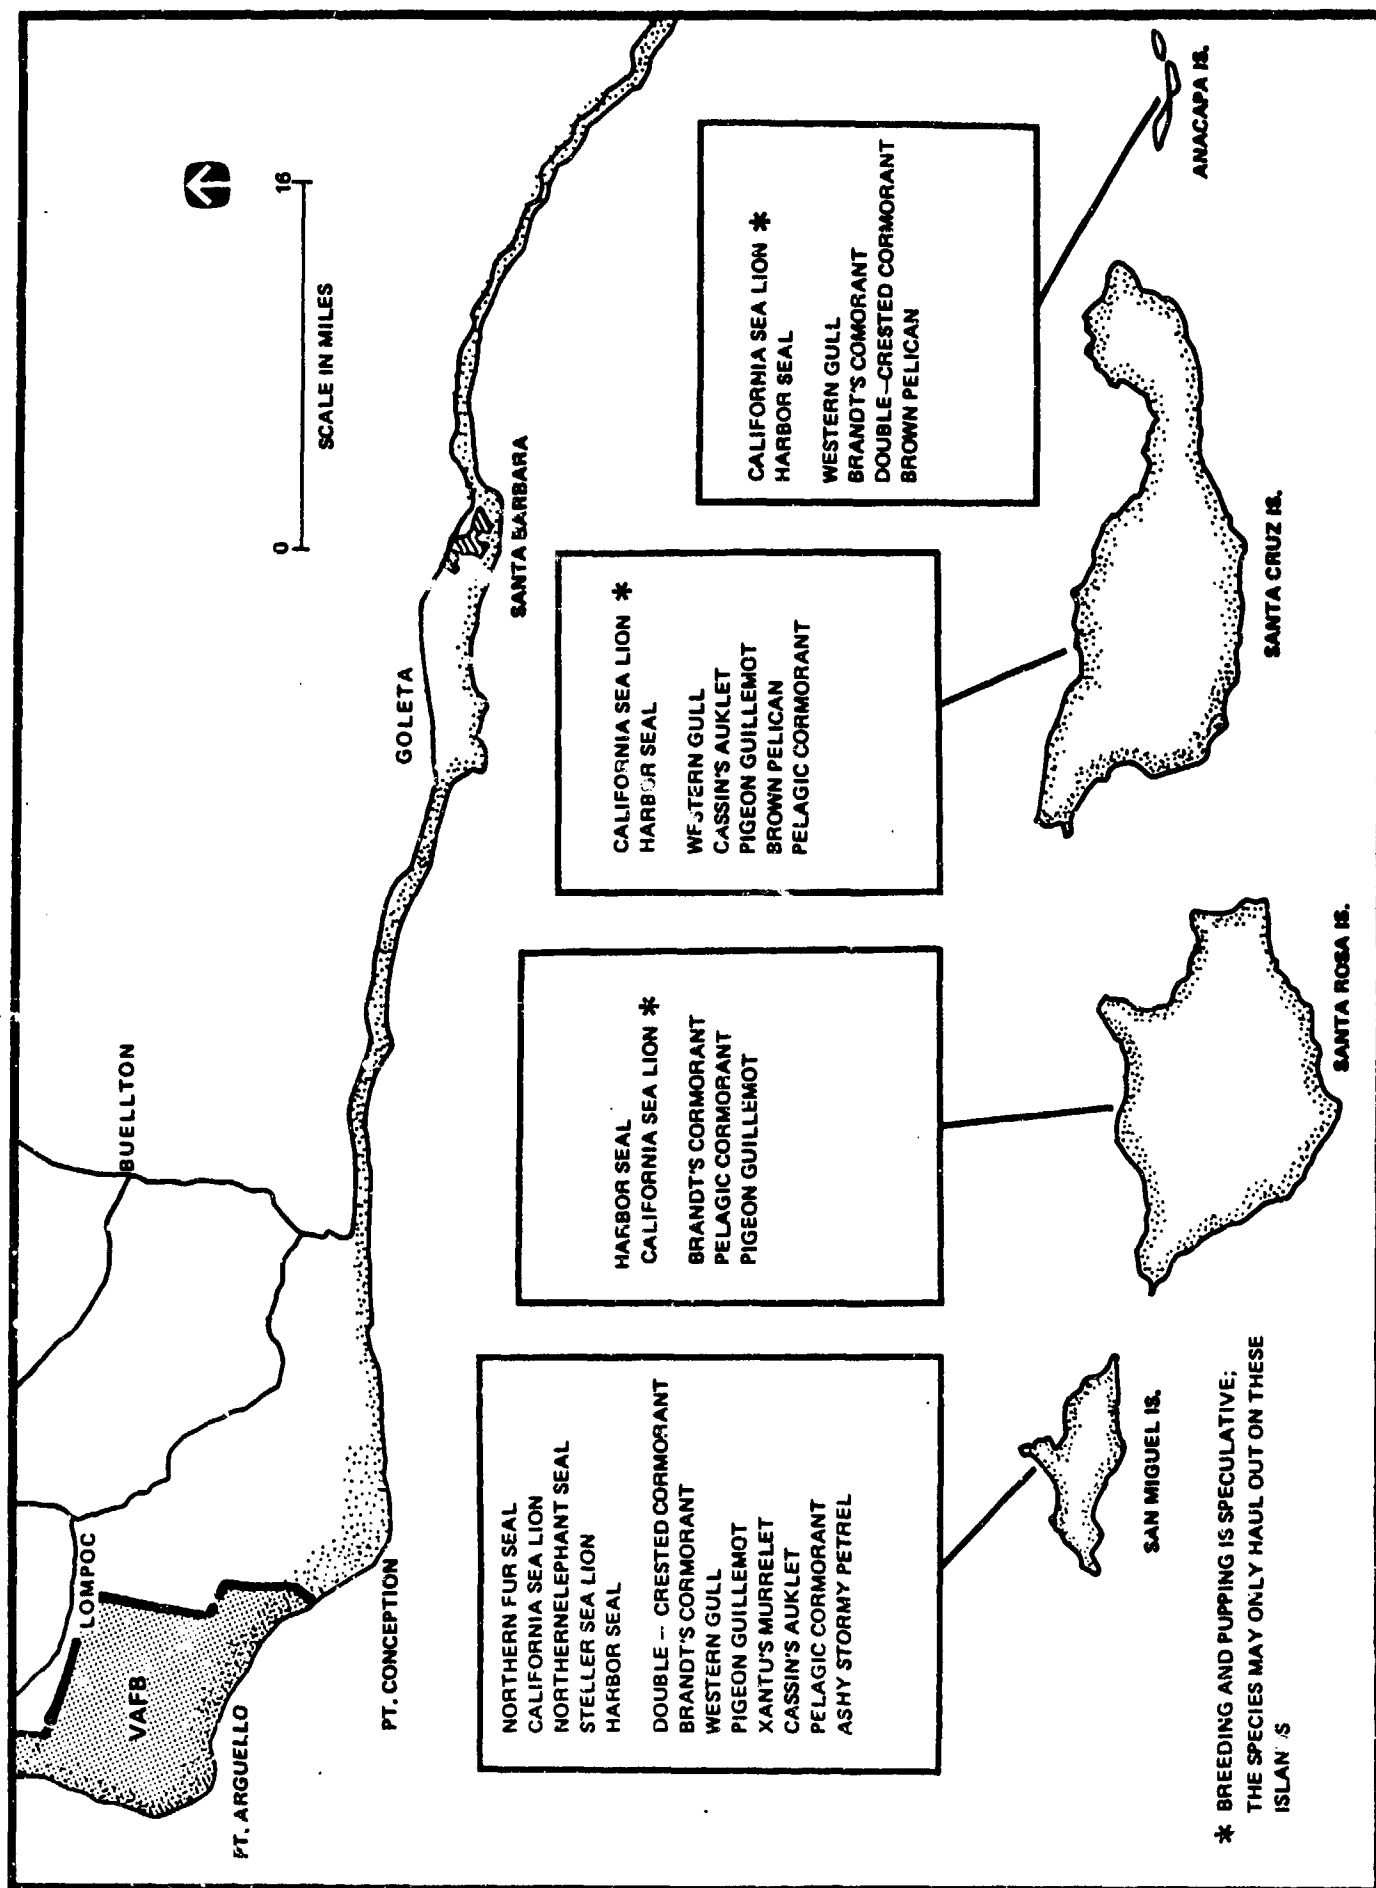 BUELLTON
LOMPOC
VAFB
PT. ARGUELLO
PT. CONCEPTION
GOLETA
SANTA BARBARA
0 16
SCALE IN MILES
NORTHERN FUR SEAL
CALIFORNIA SEA LION
NORTHERNELEPHANT SEAL
STELLER SEA LION
HARBOR SEAL
DOUBLE – CRESTED CORMORANT
BRANDT'S CORMORANT
WESTERN GULL
PIGEON GUILLEMOT
XANTU'S MURRELET
CASSIN'S AUKLET
PELAGIC CORMORANT
ASHY STORMY PETREL
HARBOR SEAL
CALIFORNIA SEA LION *
BRANDT'S CORMORANT
PELAGIC CORMORANT
PIGEON GUILLEMOT
CALIFORNIA SEA LION *
HARBOR SEAL
WESTERN GULL
CASSIN'S AUKLET
PIGEON GUILLEMOT
BROWN PELICAN
PELAGIC CORMORANT
CALIFORNIA SEA LION *
HARBOR SEAL
WESTERN GULL
BRANDT'S COMORANT
DOUBLE–CRESTED CORMORANT
BROWN PELICAN
SAN MIGUEL IS.
SANTA ROSA IS.
SANTA CRUZ IS.
ANACAPA IS.
* BREEDING AND PUPPING IS SPECULATIVE;
THE SPECIES MAY ONLY HAUL OUT ON THESE
ISLANDS